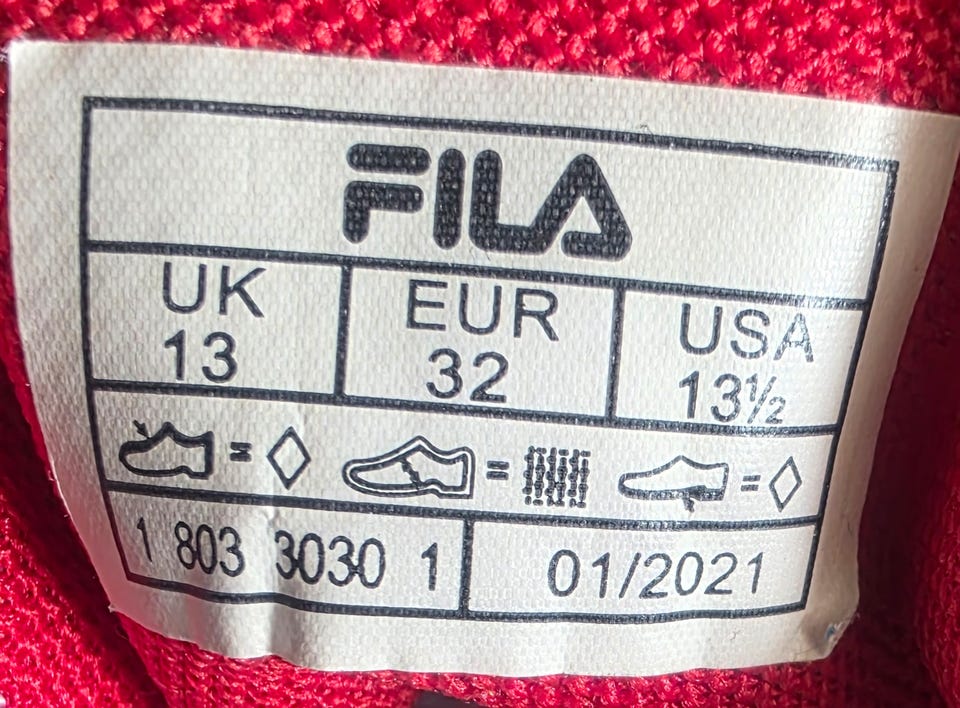 FILA
UK EUR USA
13 32 13½
= = =
1 803 3030 1 01/2021